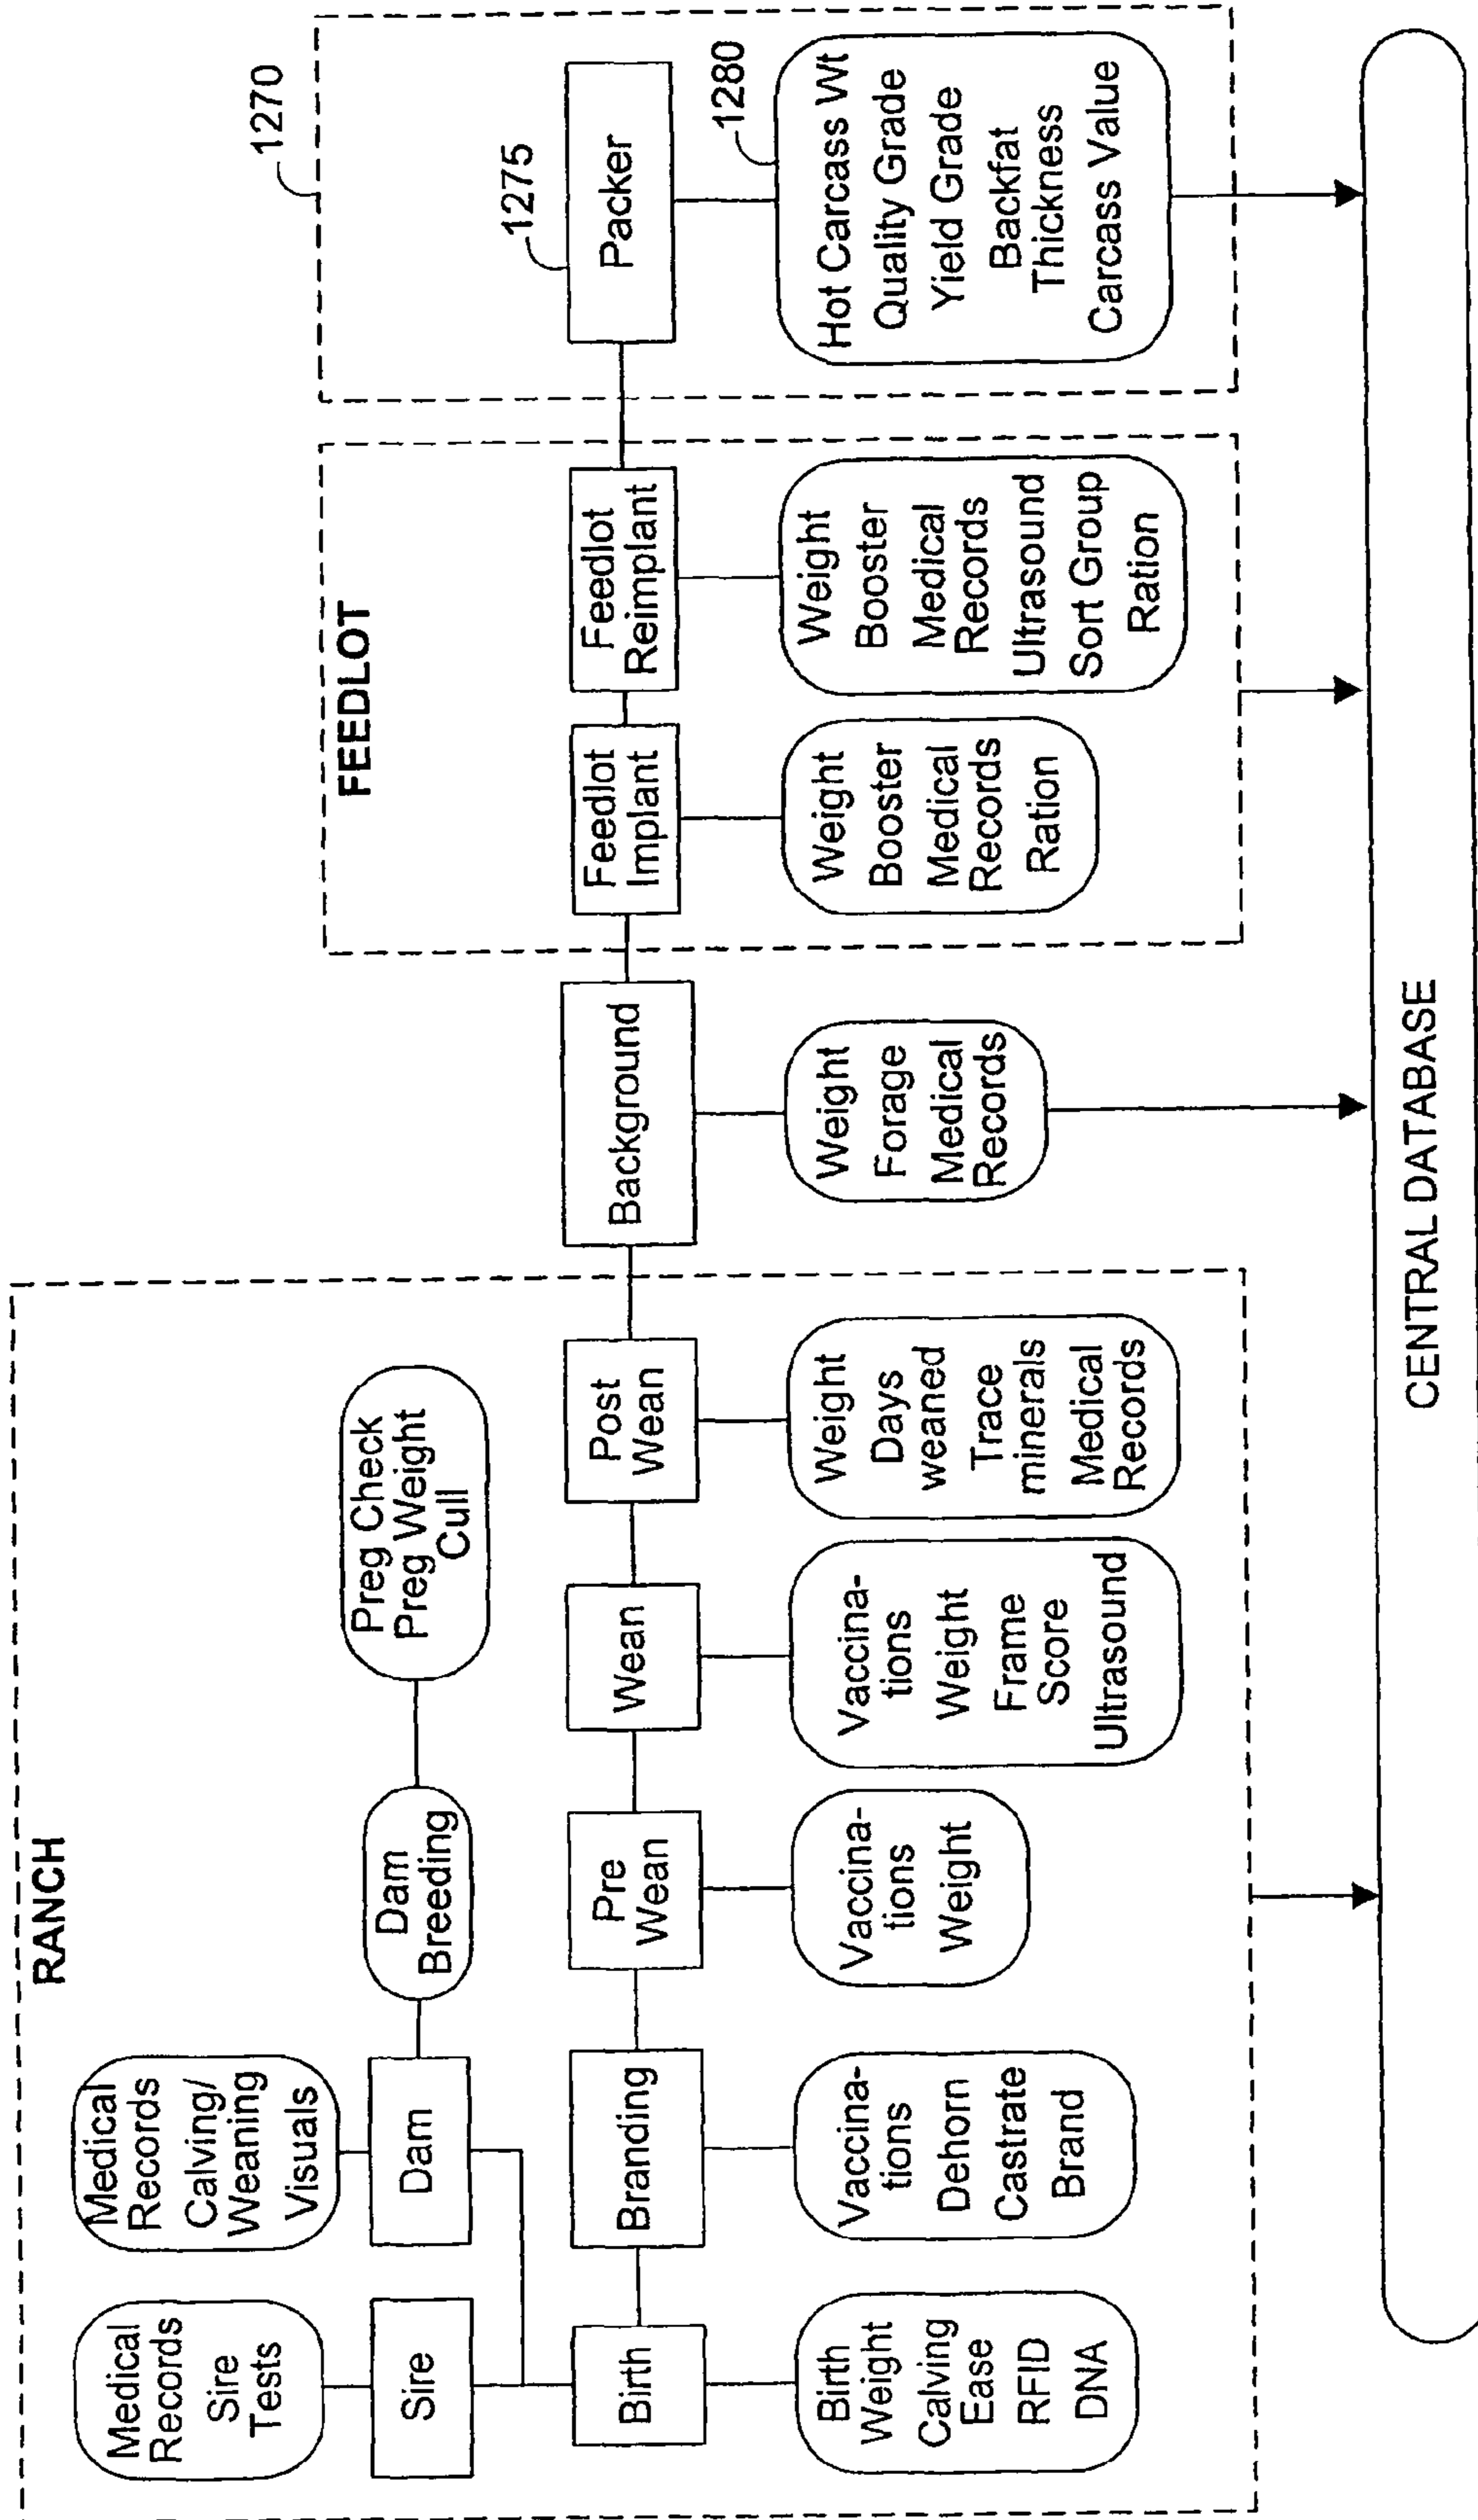 RANCH
Medical
Records
Sire
Tests
Medical
Records
Calving/
Weaning
Visuals
Sire
Dam
Dam
Breeding
Preg Check
Preg Weight
Cull
Birth
Branding
Pre
Wean
Wean
Post
Wean
Birth
Weight
Calving
Ease
RFID
DNA
Vaccina-
tions
Dehorn
Castrate
Brand
Vaccina-
tions
Weight
Vaccina-
tions
Weight
Frame
Score
Ultrasound
Weight
Days
weaned
Trace
minerals
Medical
Records
Background
Weight
Forage
Medical
Records
FEEDLOT
Feedlot
Implant
Feedlot
Reimplant
Weight
Booster
Medical
Records
Ration
Weight
Booster
Medical
Records
Ultrasound
Sort Group
Ration
1270
1275
Packer
1280
Hot Carcass Wt
Quality Grade
Yield Grade
Backfat
Thickness
Carcass Value
CENTRAL DATABASE